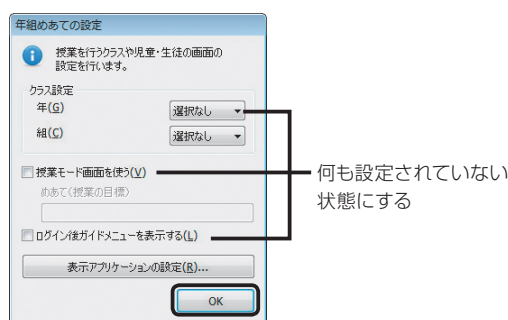 年組めあての設定
授業を行うクラスや児童・生徒の画面の
設定を行います。
クラス設定
年(G)
選択なし
組(C)
選択なし
授業モード画面を使う(V)
めあて(授業の目標)
ログイン後ガイドメニューを表示する(L)
表示アプリケーションの設定(R)...
OK
何も設定されていない
状態にする